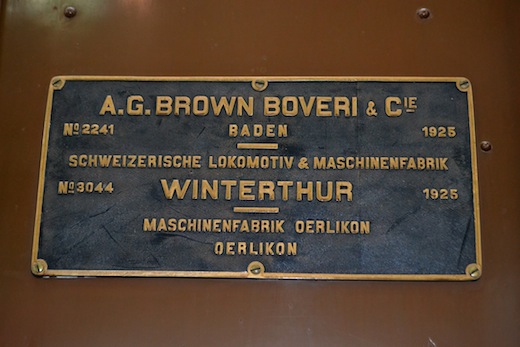 A.G. BROWN BOVERI & CIE
No 2241 BADEN 1925
SCHWEIZERISCHE LOKOMOTIV & MASCHINENFABRIK
No 3044 WINTERTHUR 1925
MASCHINENFABRIK OERLIKON
OERLIKON